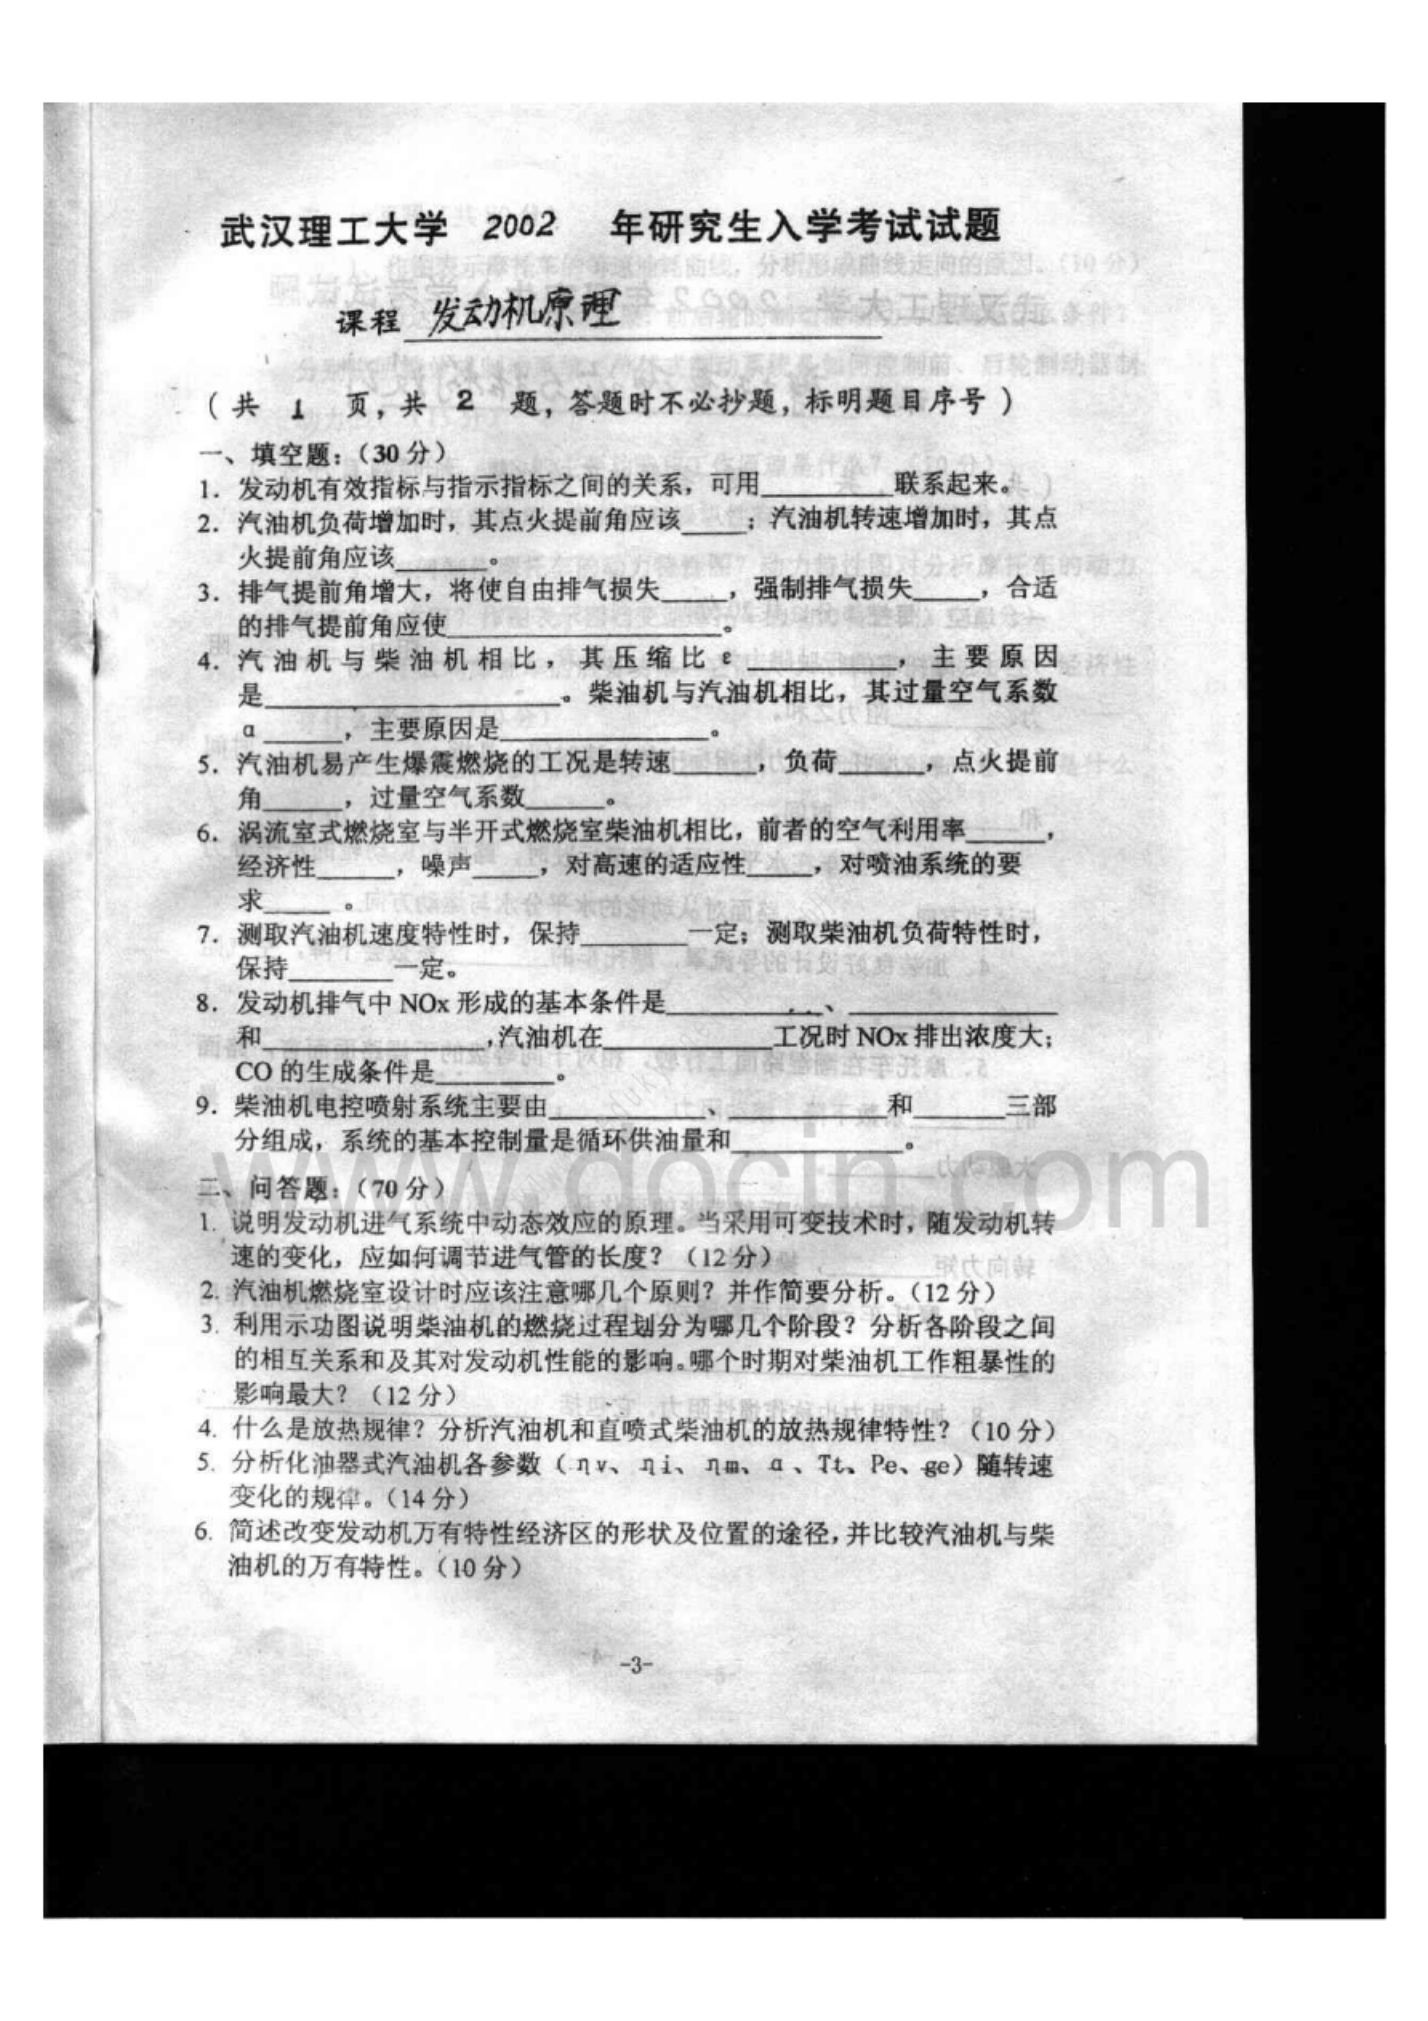 武汉理工大学 2002 年研究生入学考试试题
课程 发动机原理
(共 1 页,共 2 题,答题时不必抄题,标明题目序号)
一、填空题:(30分)
1. 发动机有效指标与指示指标之间的关系,可用__________联系起来。
2. 汽油机负荷增加时,其点火提前角应该_____;汽油机转速增加时,其点
火提前角应该_______。
3. 排气提前角增大,将使自由排气损失_____,强制排气损失_____,合适
的排气提前角应使_____________________。
4. 汽油机与柴油机相比,其压缩比 ε ___________,主要原因
是______________________。柴油机与汽油机相比,其过量空气系数
α ______,主要原因是________________。
5. 汽油机易产生爆震燃烧的工况是转速______,负荷______,点火提前
角______,过量空气系数______。
6. 涡流室式燃烧室与半开式燃烧室柴油机相比,前者的空气利用率______,
经济性______,噪声_____,对高速的适应性_____,对喷油系统的要
求_____。
7. 测取汽油机速度特性时,保持________一定;测取柴油机负荷特性时,
保持________一定。
8. 发动机排气中 NOx 形成的基本条件是____________、________________
和_________________,汽油机在_____________工况时 NOx 排出浓度大;
CO 的生成条件是_________。
9. 柴油机电控喷射系统主要由____________、____________和_______三部
分组成,系统的基本控制量是循环供油量和_____________。
二、问答题:(70分)
1. 说明发动机进气系统中动态效应的原理。当采用可变技术时,随发动机转
速的变化,应如何调节进气管的长度?(12分)
2. 汽油机燃烧室设计时应该注意哪几个原则?并作简要分析。(12分)
3. 利用示功图说明柴油机的燃烧过程划分为哪几个阶段?分析各阶段之间
的相互关系和及其对发动机性能的影响。哪个时期对柴油机工作粗暴性的
影响最大?(12分)
4. 什么是放热规律?分析汽油机和直喷式柴油机的放热规律特性?(10分)
5. 分析化油器式汽油机各参数(ηv、ηi、ηm、α、Tt、Pe、ge)随转速
变化的规律。(14分)
6. 简述改变发动机万有特性经济区的形状及位置的途径,并比较汽油机与柴
油机的万有特性。(10分)
-3-
www.docin.com